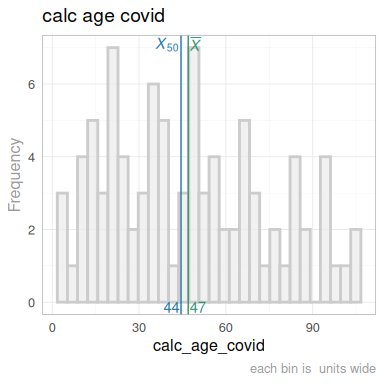 calc age covid
X50 X̅
6
4
2
0
Frequency
44 47
0 30 60 90
calc_age_covid
each bin is  units wide